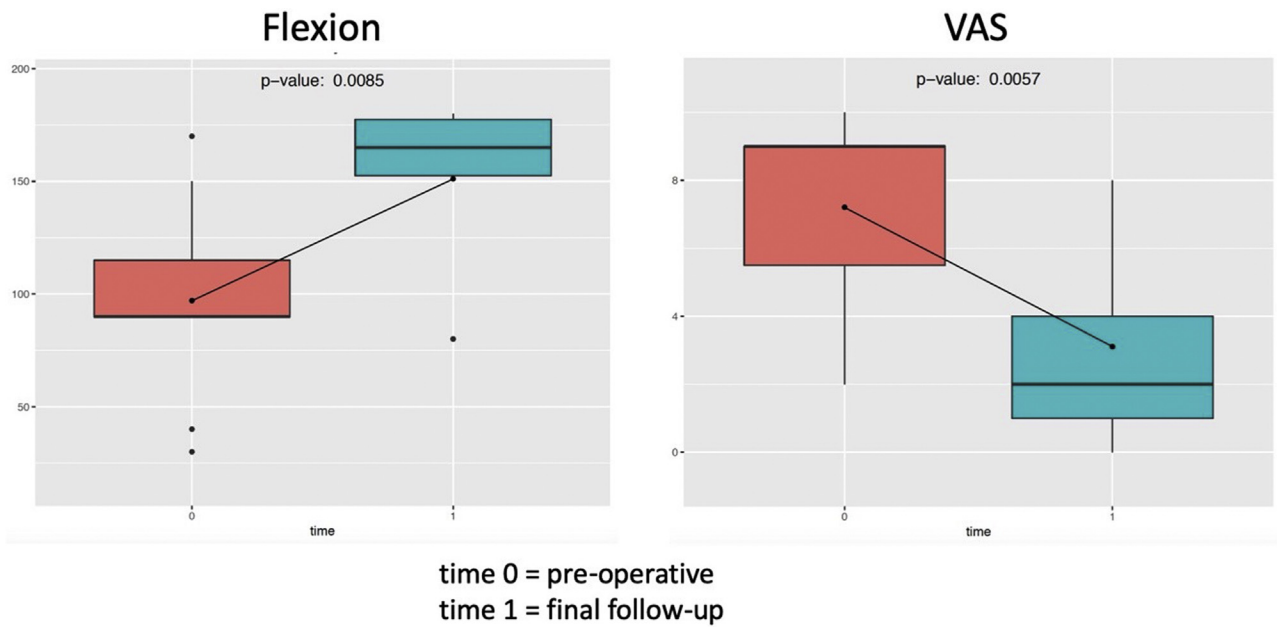 Flexion
p-value: 0.0085
200
150
100
50
0
1
time
VAS
p-value: 0.0057
8
4
0
0
1
time
time 0 = pre-operative
time 1 = final follow-up